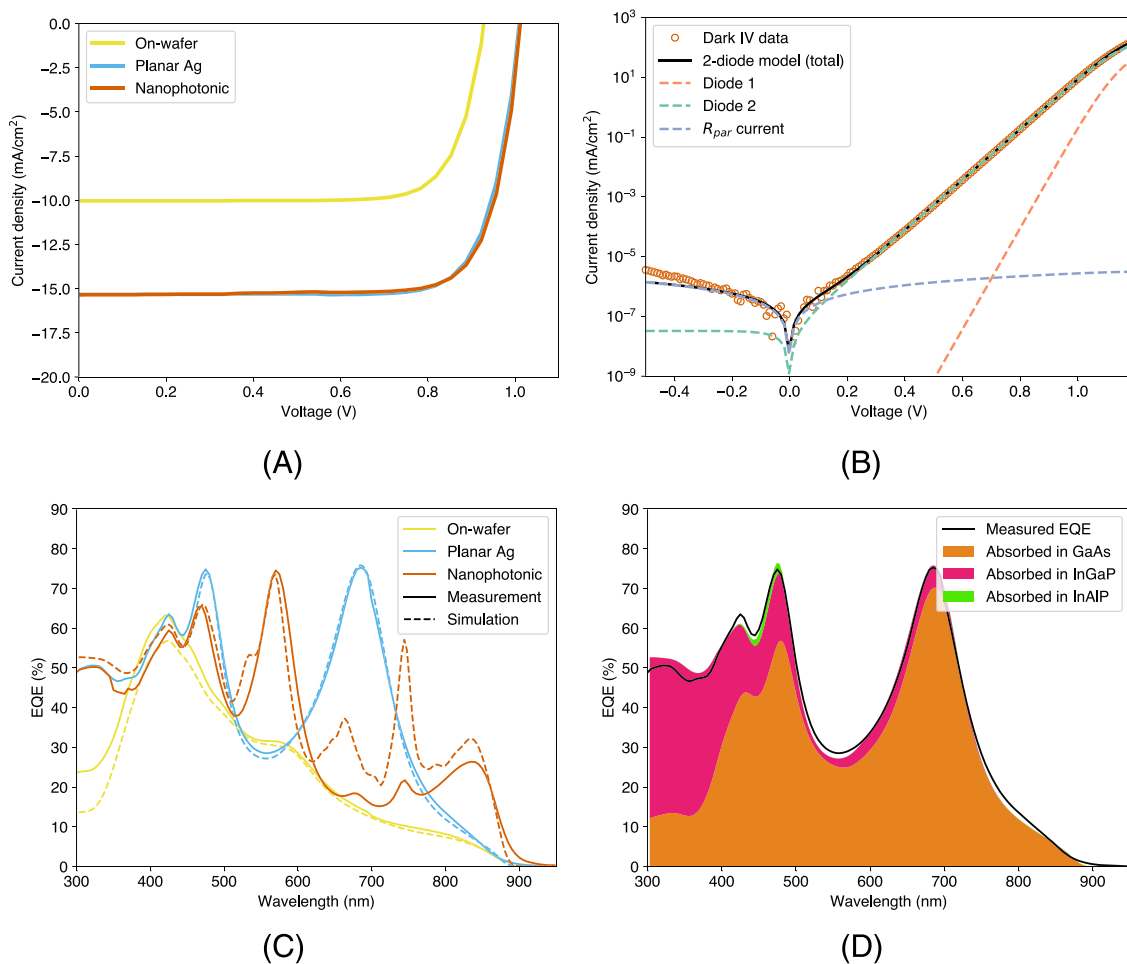 0.0
−2.5
−5.0
−7.5
−10.0
−12.5
−15.0
−17.5
−20.0
Current density (mA/cm²)
On-wafer
Planar Ag
Nanophotonic
0.0 0.2 0.4 0.6 0.8 1.0
Voltage (V)
(A)
10³
10¹
10⁻¹
10⁻³
10⁻⁵
10⁻⁷
10⁻⁹
Current density (mA/cm²)
Dark IV data
2-diode model (total)
Diode 1
Diode 2
R_par current
−0.4 −0.2 0.0 0.2 0.4 0.6 0.8 1.0
Voltage (V)
(B)
90
80
70
60
50
40
30
20
10
0
EQE (%)
On-wafer
Planar Ag
Nanophotonic
Measurement
Simulation
300 400 500 600 700 800 900
Wavelength (nm)
(C)
90
80
70
60
50
40
30
20
10
0
EQE (%)
Measured EQE
Absorbed in GaAs
Absorbed in InGaP
Absorbed in InAlP
300 400 500 600 700 800 900
Wavelength (nm)
(D)